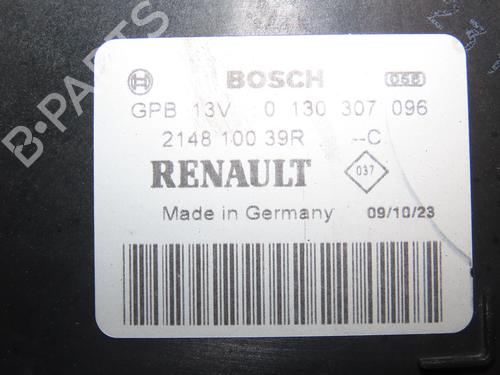 BOSCH 056
GPB 13V 0 130 307 096
2148 100 39R --C
RENAULT 037
Made in Germany 09/10/23
B-PARTS